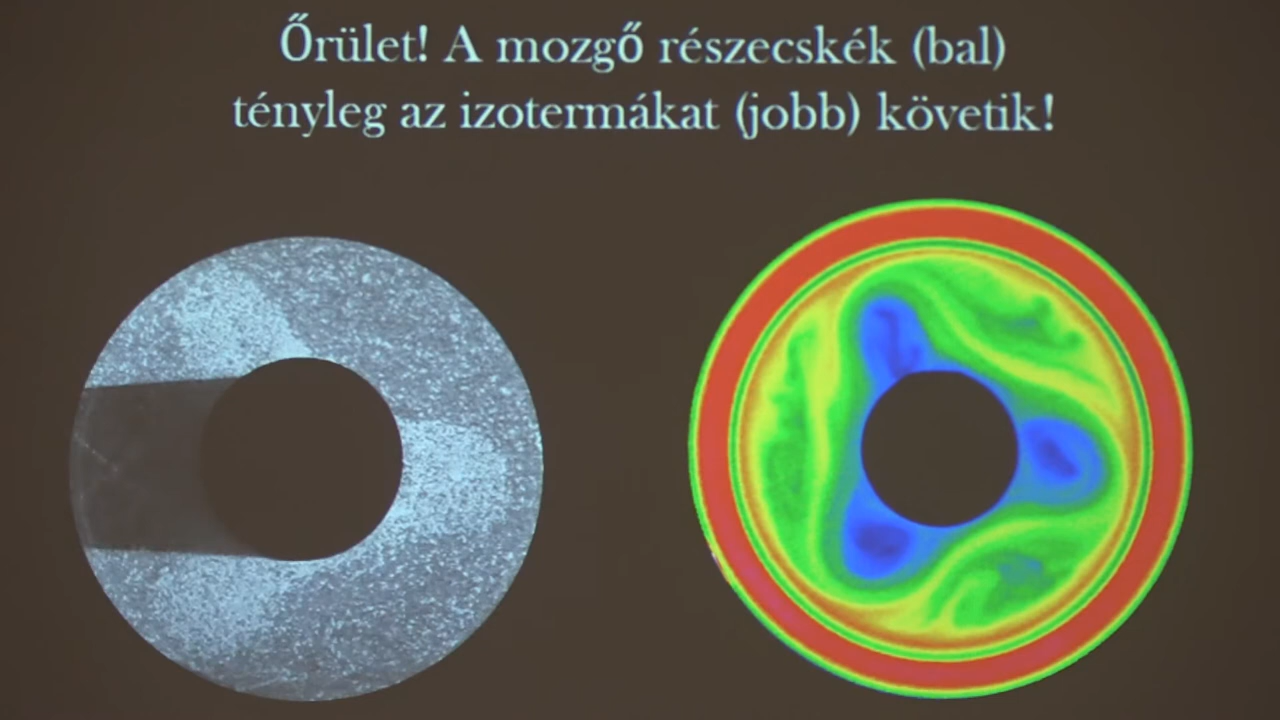 Őrület! A mozgő részecskék (bal)
tényleg az izotermákat (jobb) követik!